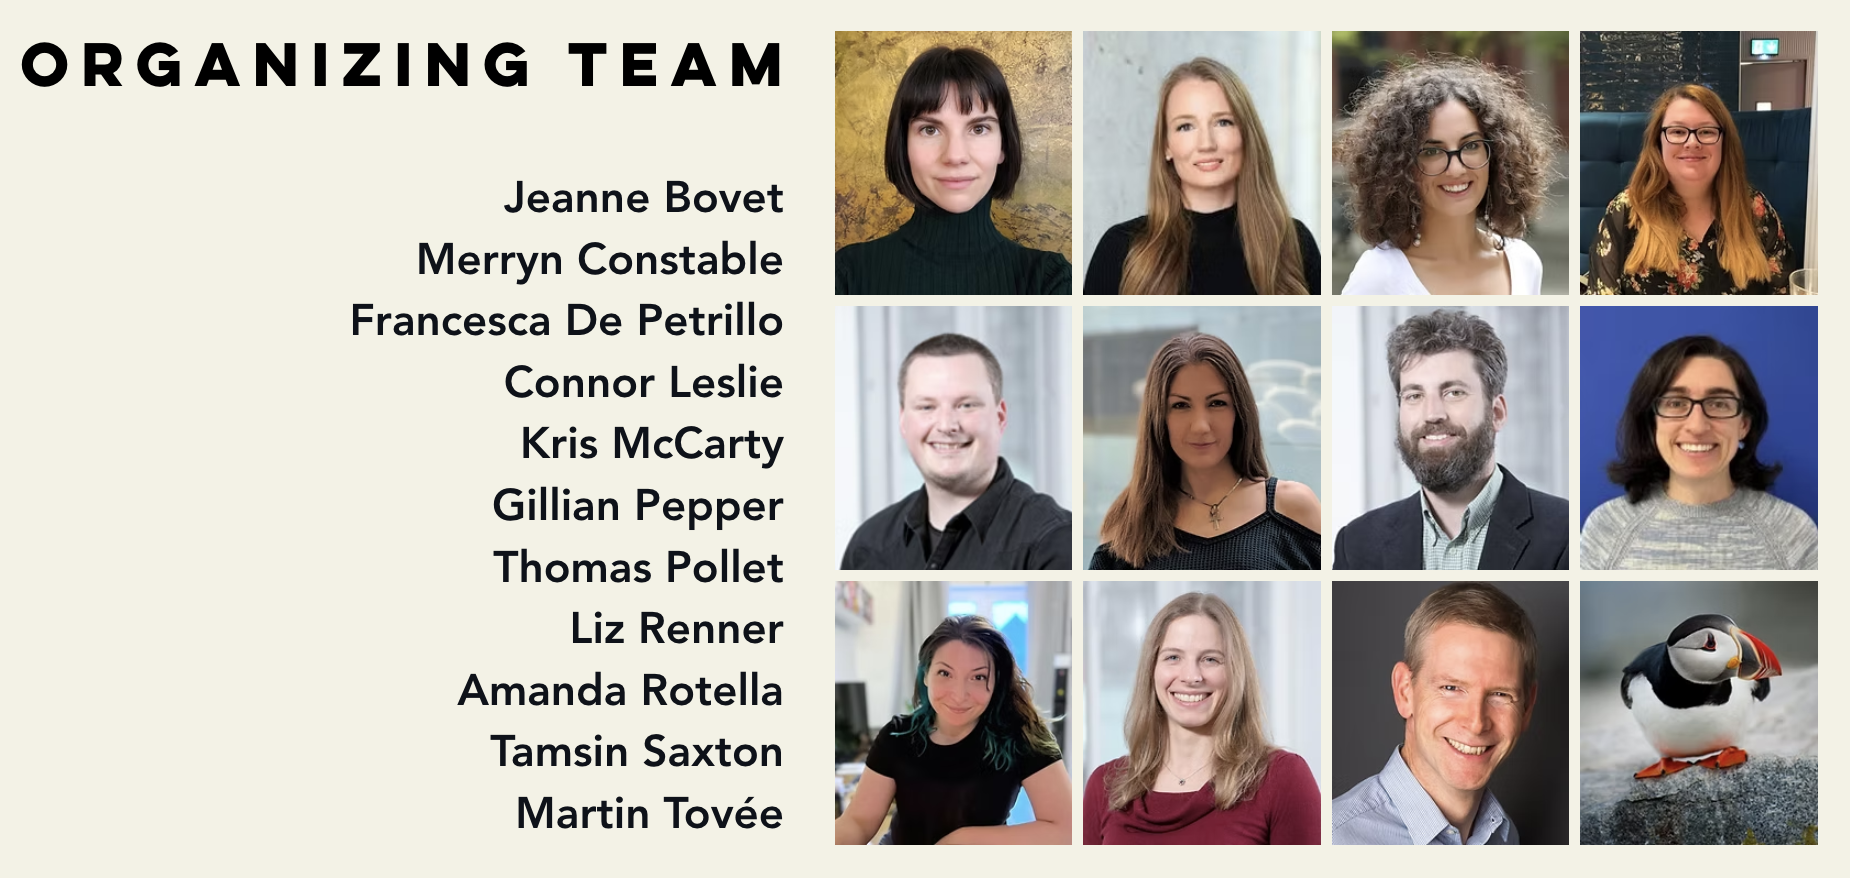 ORGANIZING TEAM
Jeanne Bovet
Merryn Constable
Francesca De Petrillo
Connor Leslie
Kris McCarty
Gillian Pepper
Thomas Pollet
Liz Renner
Amanda Rotella
Tamsin Saxton
Martin Tovée